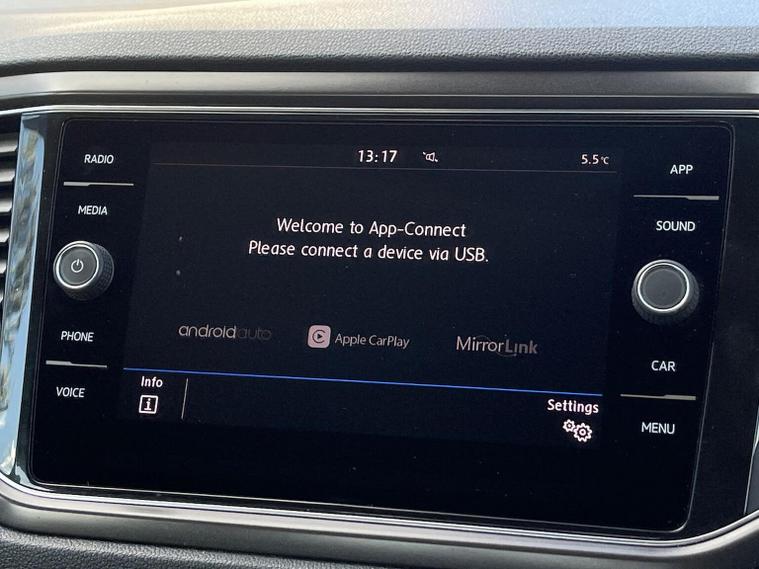 RADIO
MEDIA
PHONE
VOICE
13:17
5.5°C
Welcome to App-Connect
Please connect a device via USB.
androidauto
Apple CarPlay
MirrorLink
Info
i
Settings
APP
SOUND
CAR
MENU